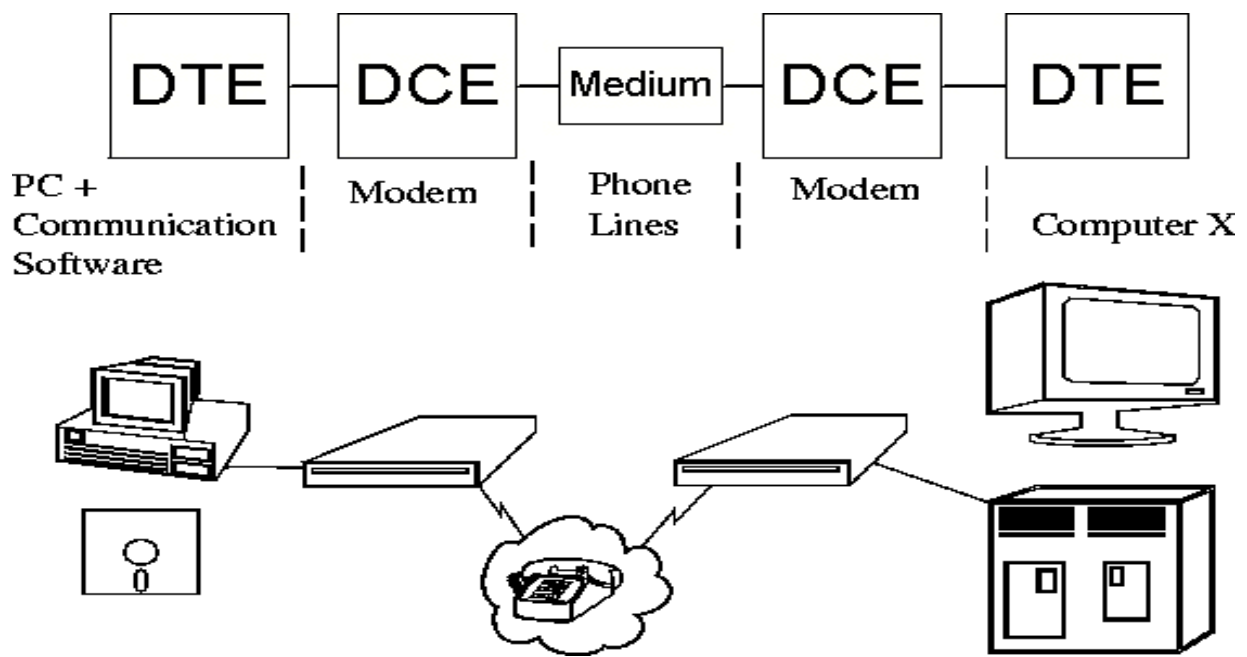 DTE DCE Medium DCE DTE
PC +
Communication
Software
Modem
Phone
Lines
Modem
Computer X